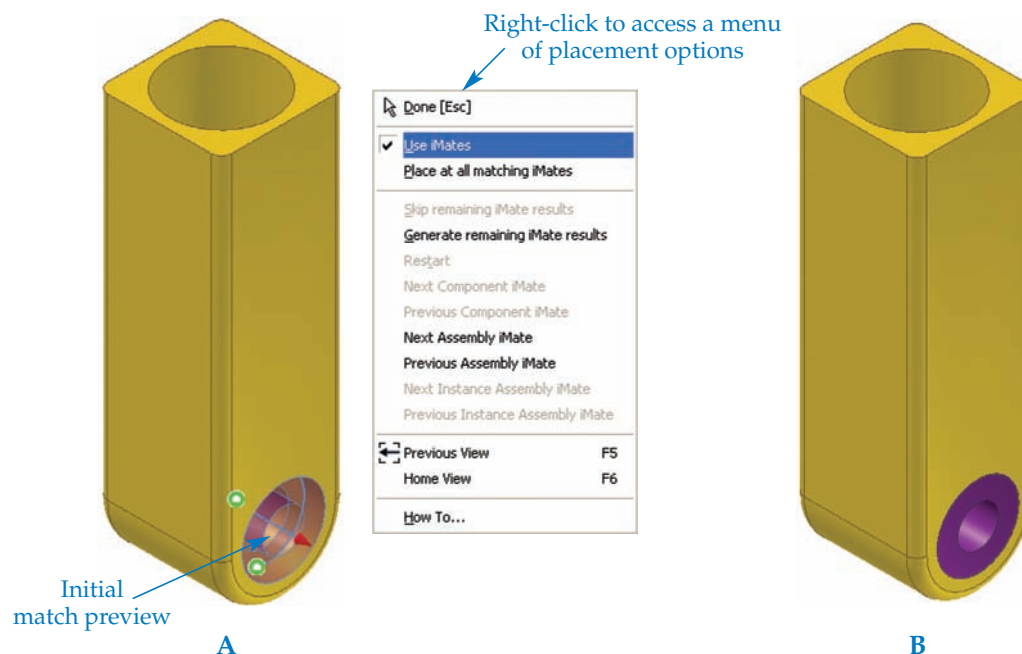 Right-click to access a menu
of placement options
Done [Esc]
Use iMates
Place at all matching iMates
Skip remaining iMate results
Generate remaining iMate results
Restart
Next Component iMate
Previous Component iMate
Next Assembly iMate
Previous Assembly iMate
Next Instance Assembly iMate
Previous Instance Assembly iMate
Previous View F5
Home View F6
How To...
Initial
match preview
A
B